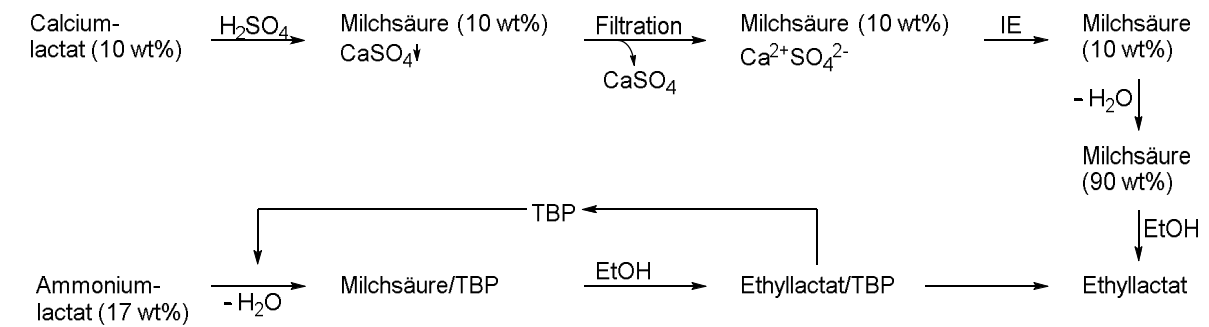 Calcium-
lactat (10 wt%)
H₂SO₄
Milchsäure (10 wt%)
CaSO₄↓
Filtration
CaSO₄
Milchsäure (10 wt%)
Ca²⁺SO₄²⁻
IE
Milchsäure
(10 wt%)
- H₂O
Milchsäure
(90 wt%)
EtOH
TBP
Ammonium-
lactat (17 wt%)
- H₂O
Milchsäure/TBP
EtOH
Ethyllactat/TBP
Ethyllactat